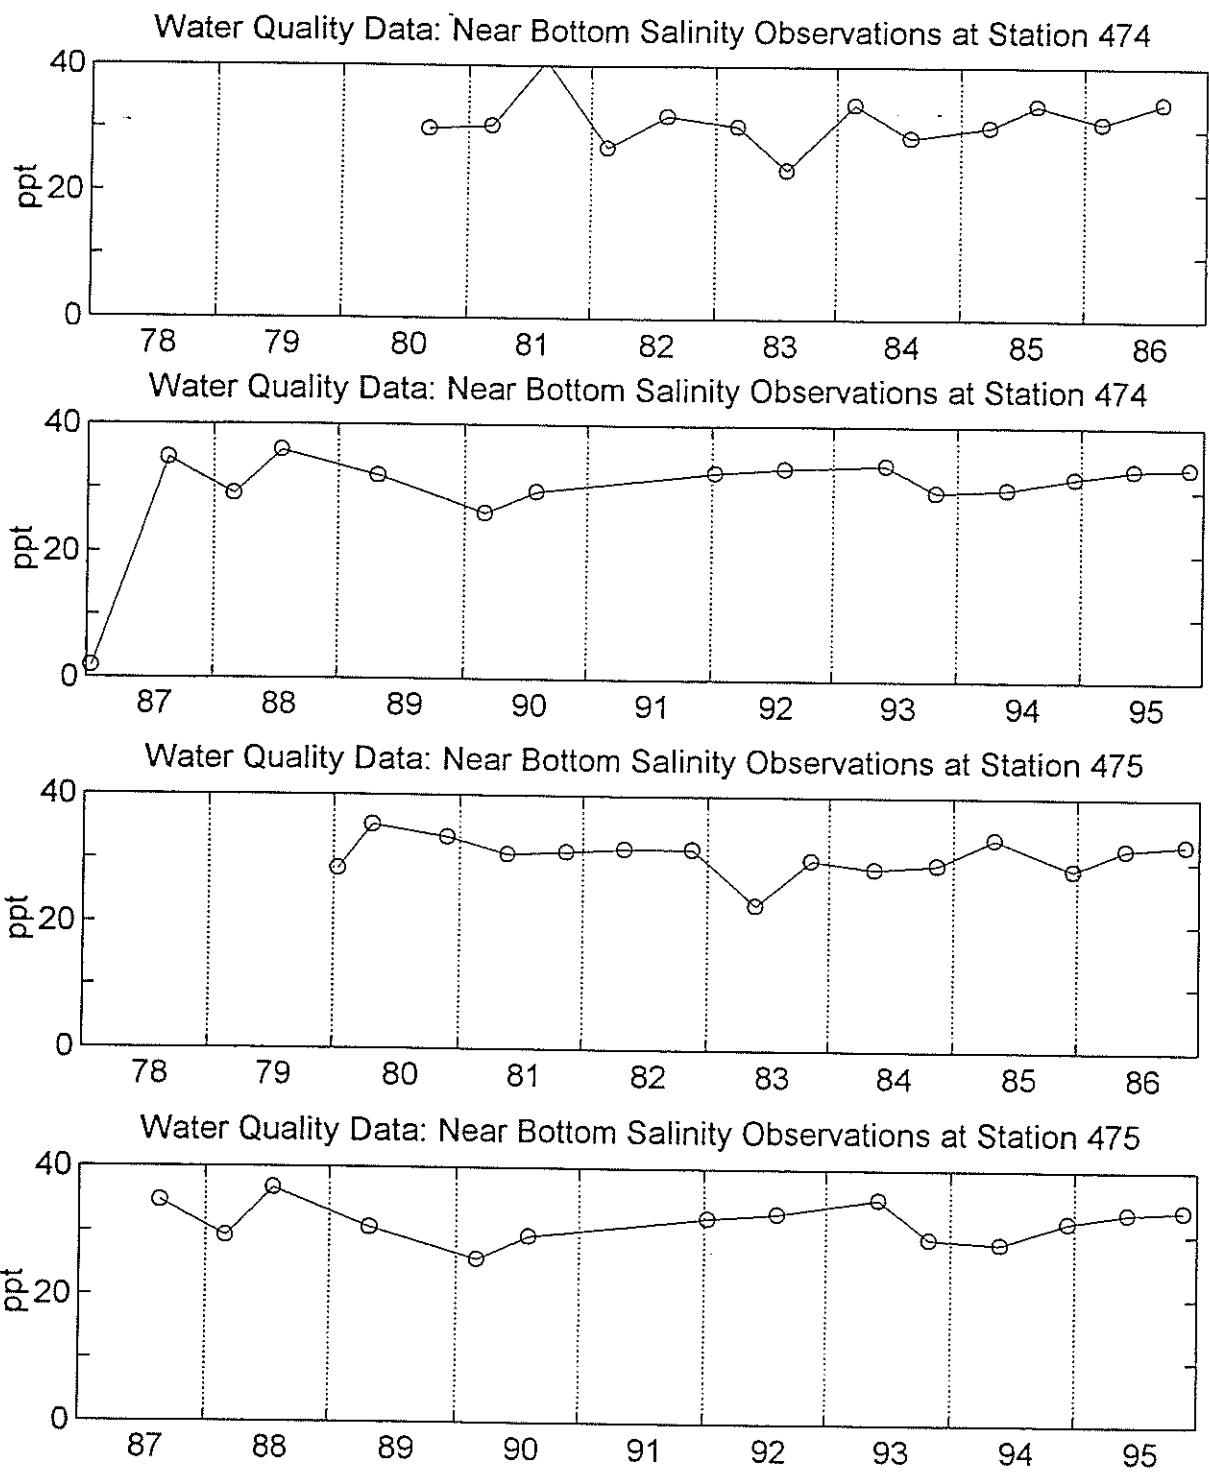 Water Quality Data: Near Bottom Salinity Observations at Station 474
40
20
0
ppt
78 79 80 81 82 83 84 85 86
Water Quality Data: Near Bottom Salinity Observations at Station 474
40
20
0
ppt
87 88 89 90 91 92 93 94 95
Water Quality Data: Near Bottom Salinity Observations at Station 475
40
20
0
ppt
78 79 80 81 82 83 84 85 86
Water Quality Data: Near Bottom Salinity Observations at Station 475
40
20
0
ppt
87 88 89 90 91 92 93 94 95